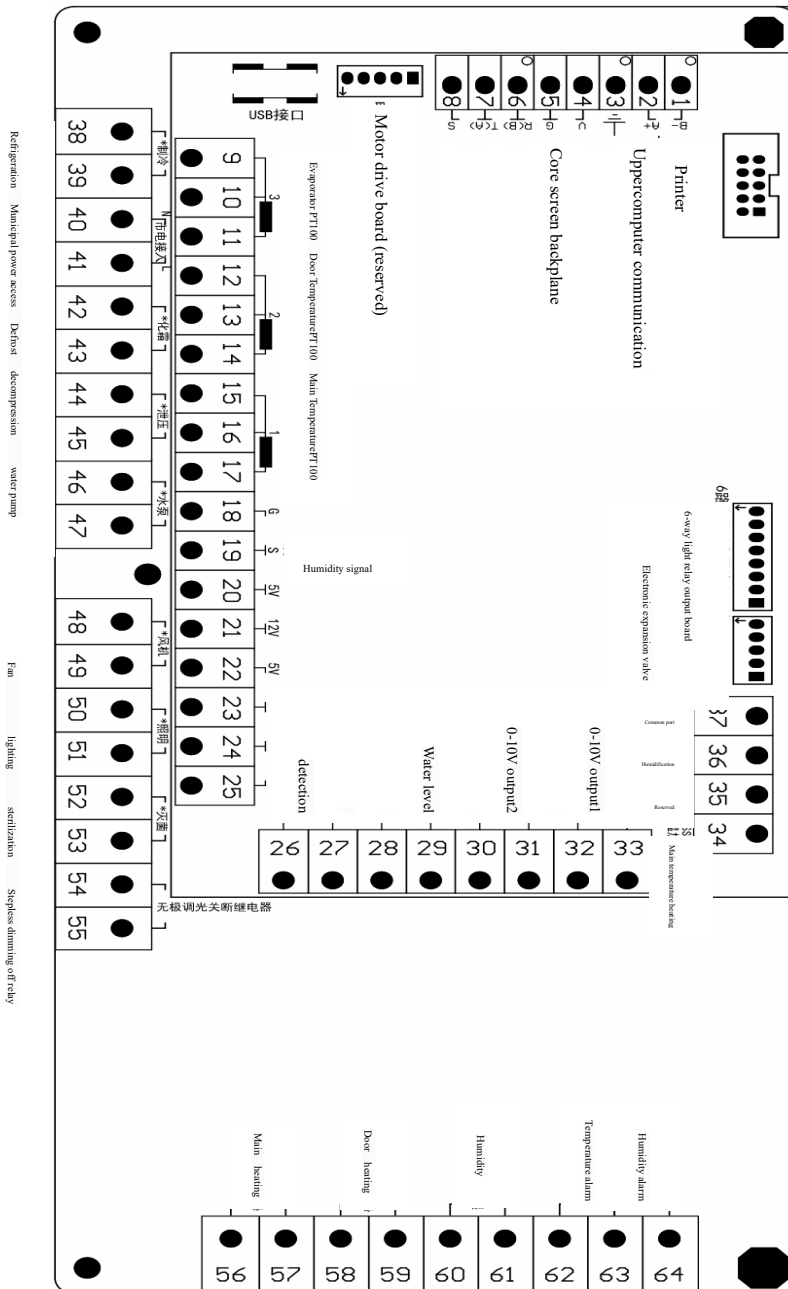 B-
A+
C
G
R<B>
T<A>
S
1
2
3
4
5
6
7
8
Printer
Uppercomputer communication
Core screen backplane
Motor drive board (reserved)
USB接口
38
39
40
41
42
43
44
45
46
47
*制冷
N市电接入L
*化霜
*泄压
*水泵
Refrigeration
Municipal power access
Defrost
decompression
water pump
9
10
11
12
13
14
15
16
17
18
19
20
21
22
23
24
25
3
2
1
G
S
5V
12V
5V
Evaporator PT100
Door TemperaturePT100
Main TemperaturePT100
Humidity signal
6路
6-way light relay output board
Electronic expansion valve
48
49
50
51
52
53
54
55
*风机
*照明
*灭菌
无极调光关断继电器
Fan
lighting
sterilization
Stepless dimming off relay
detection
Water level
0-10V output2
0-10V output1
26
27
28
29
30
31
32
33
37
36
35
34
Common part
Humidification
Reserved
Main temperature heating
Main heating
Door heating
Humidity
Temperature alarm
Humidity alarm
56
57
58
59
60
61
62
63
64